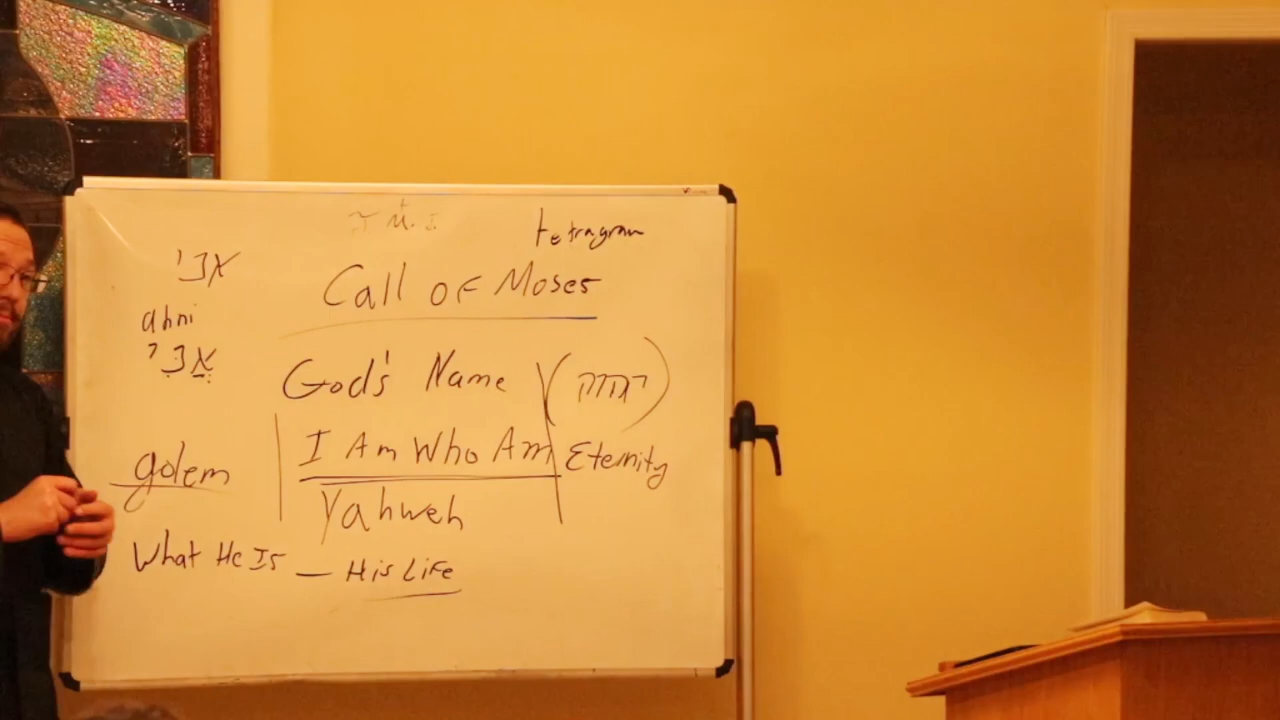 tetragram
אני
Call of Moses
ahni
אֲנִי
God's Name (יהוה)
golem I Am Who Am Eternity
Yahweh
What He Is — His Life